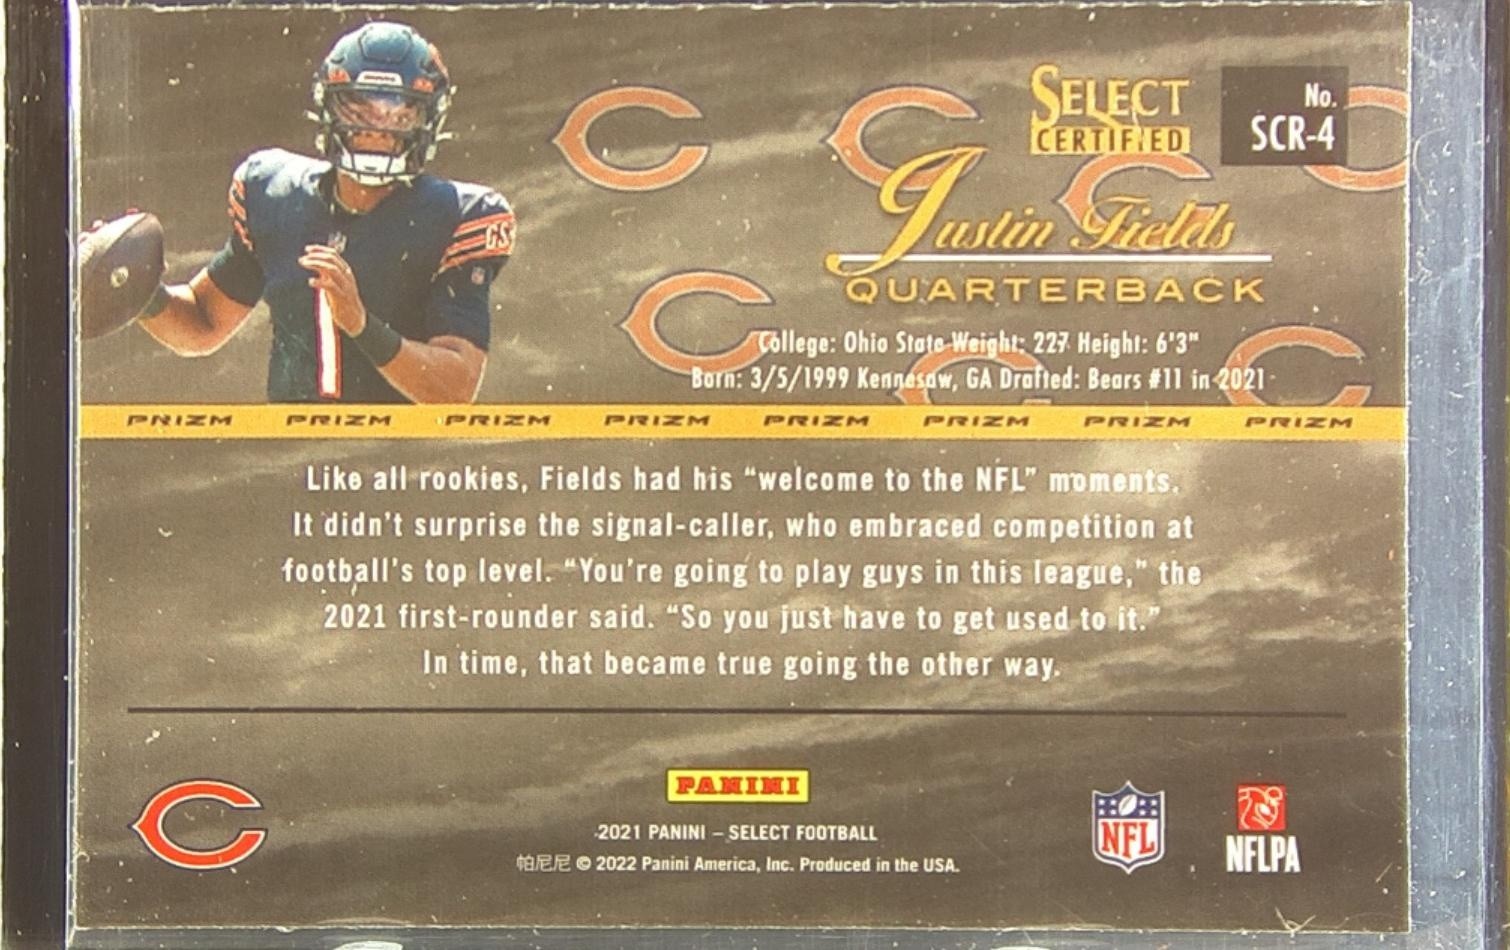 SELECT
CERTIFIED
No.
SCR-4
Justin Fields
QUARTERBACK
GSH
College: Ohio State Weight: 227 Height: 6'3"
Born: 3/5/1999 Kennesaw, GA Drafted: Bears #11 in 2021
PRIZM PRIZM PRIZM PRIZM PRIZM PRIZM PRIZM PRIZM
Like all rookies, Fields had his “welcome to the NFL” moments.
It didn't surprise the signal-caller, who embraced competition at
football's top level. “You're going to play guys in this league,” the
2021 first-rounder said. “So you just have to get used to it.”
In time, that became true going the other way.
PANINI
2021 PANINI – SELECT FOOTBALL
帕尼尼 © 2022 Panini America, Inc. Produced in the USA.
NFL
NFLPA